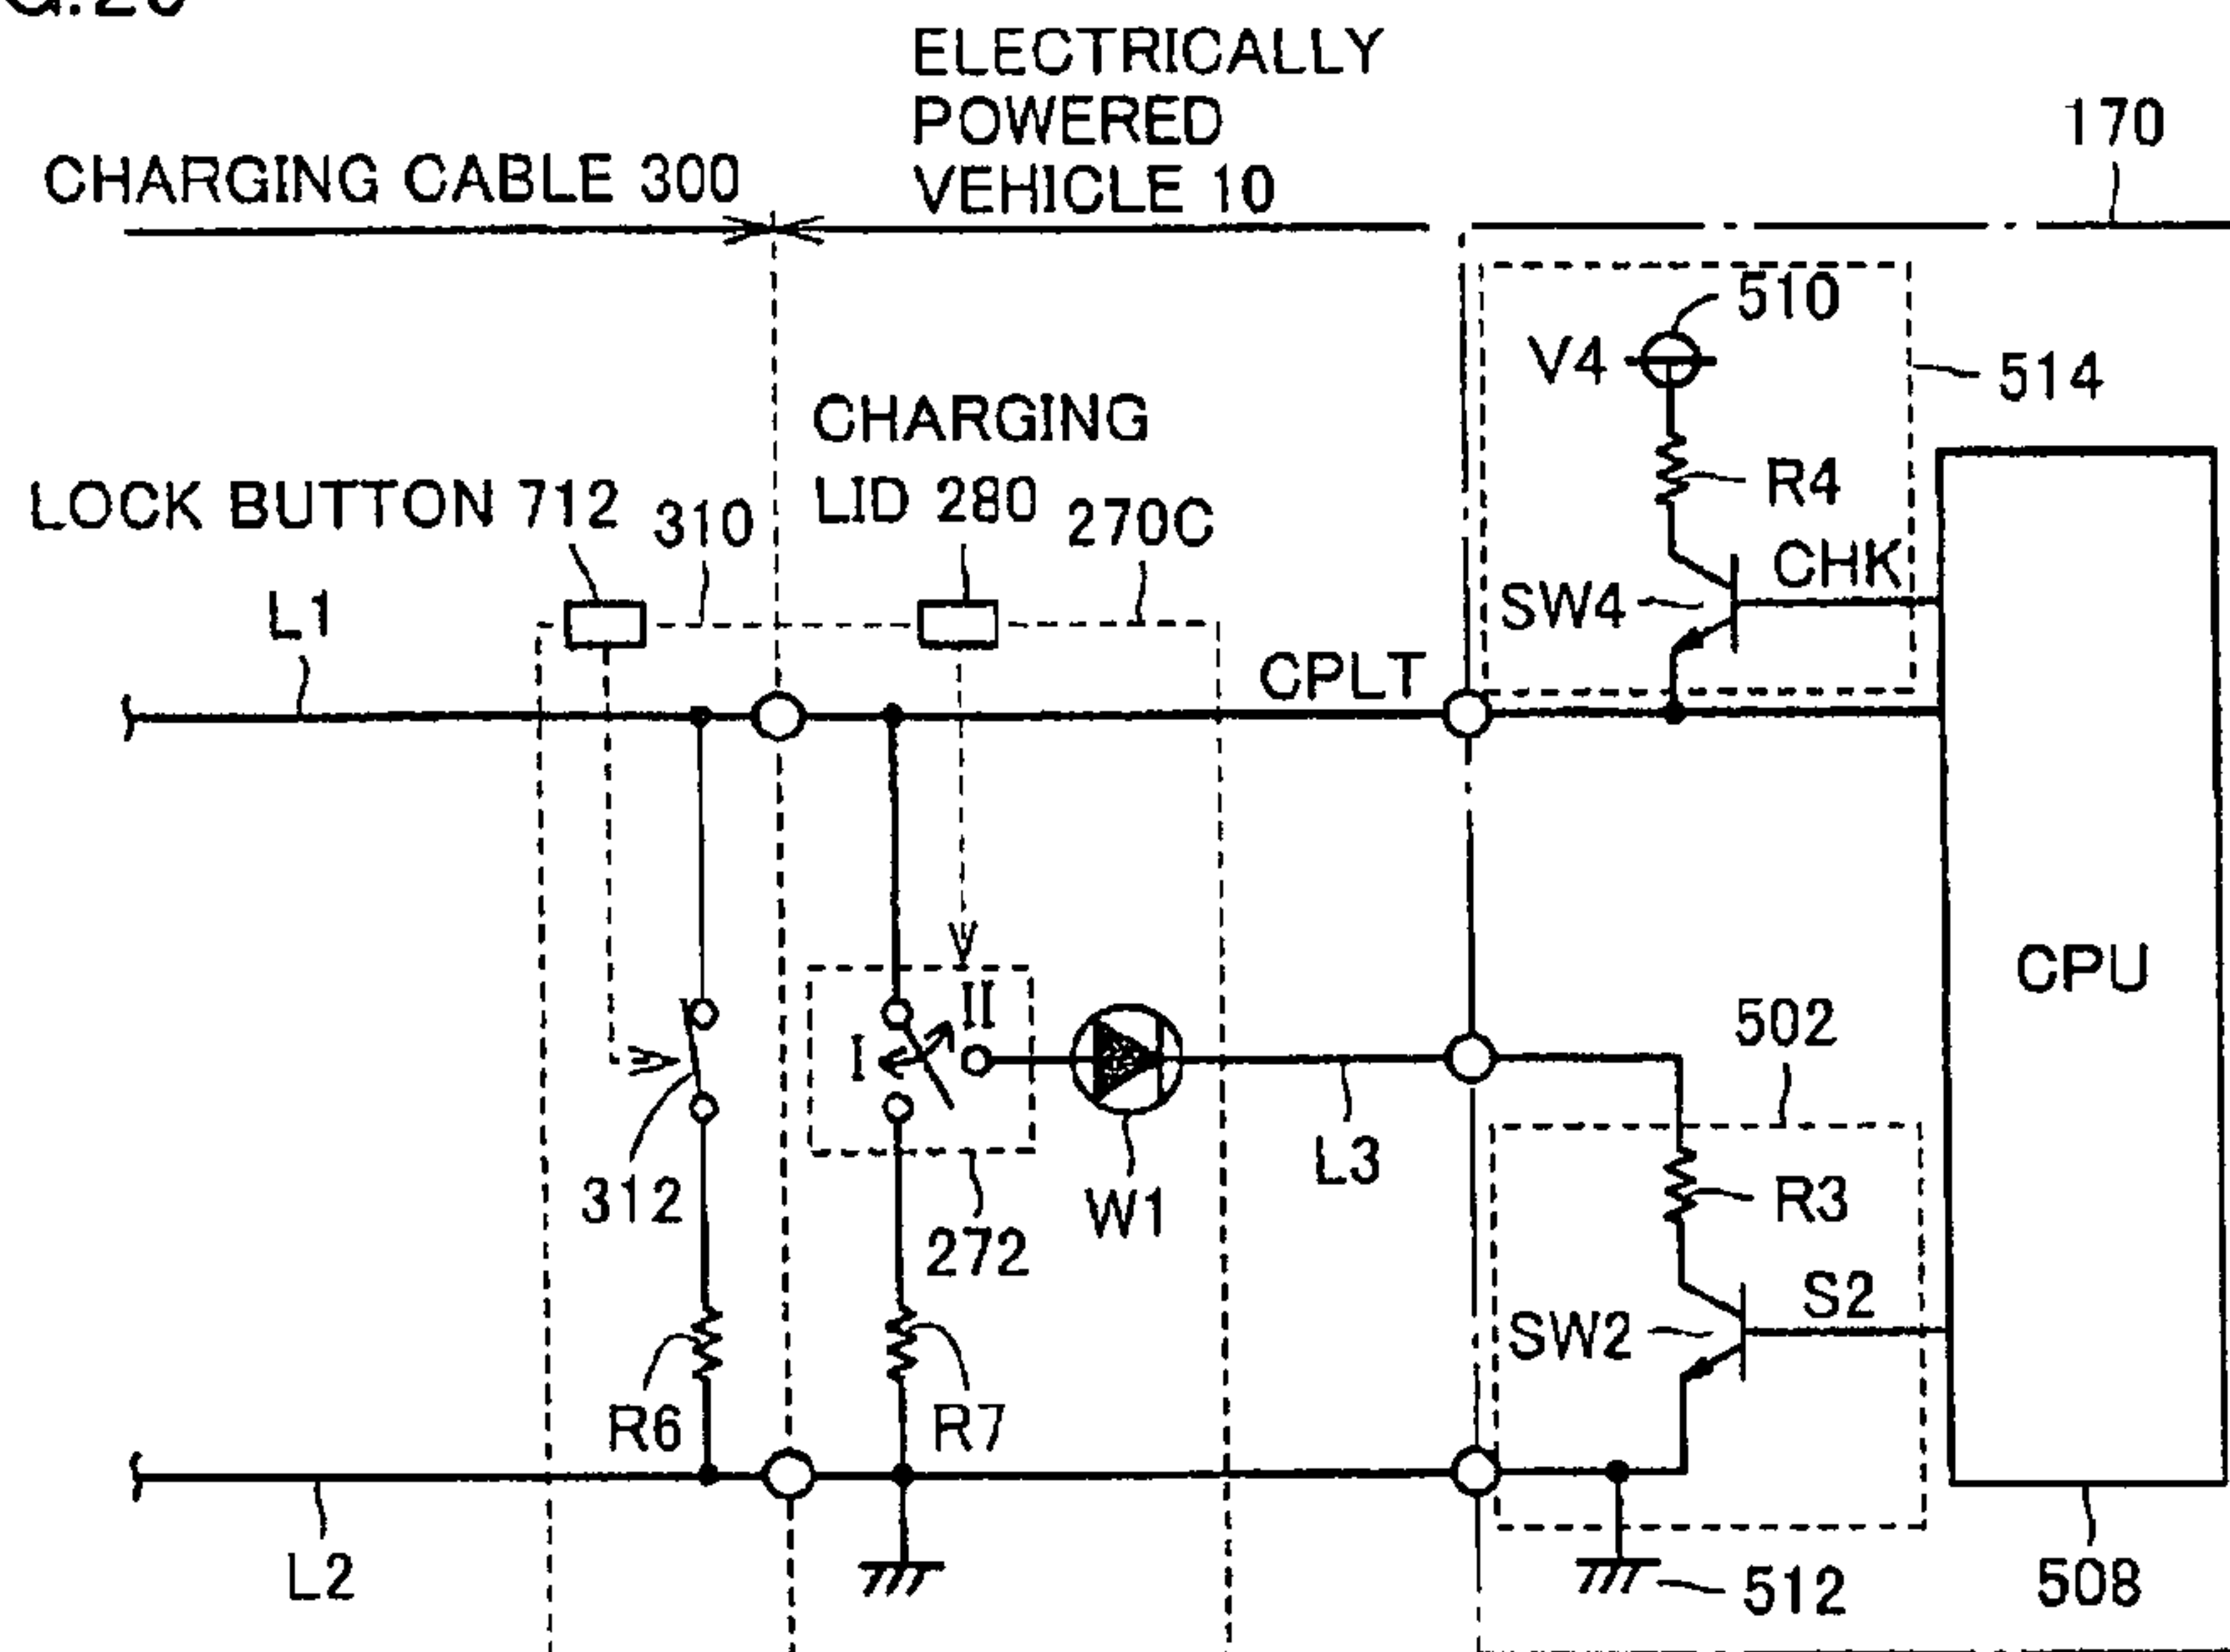 ELECTRICALLY
POWERED
VEHICLE 10
CHARGING CABLE 300
170
510
V4
514
CHARGING
LID 280
R4
LOCK BUTTON 712
310
270C
CHK
SW4
L1
CPLT
CPU
I
II
502
312
W1
L3
R3
272
S2
SW2
R6
R7
L2
512
508